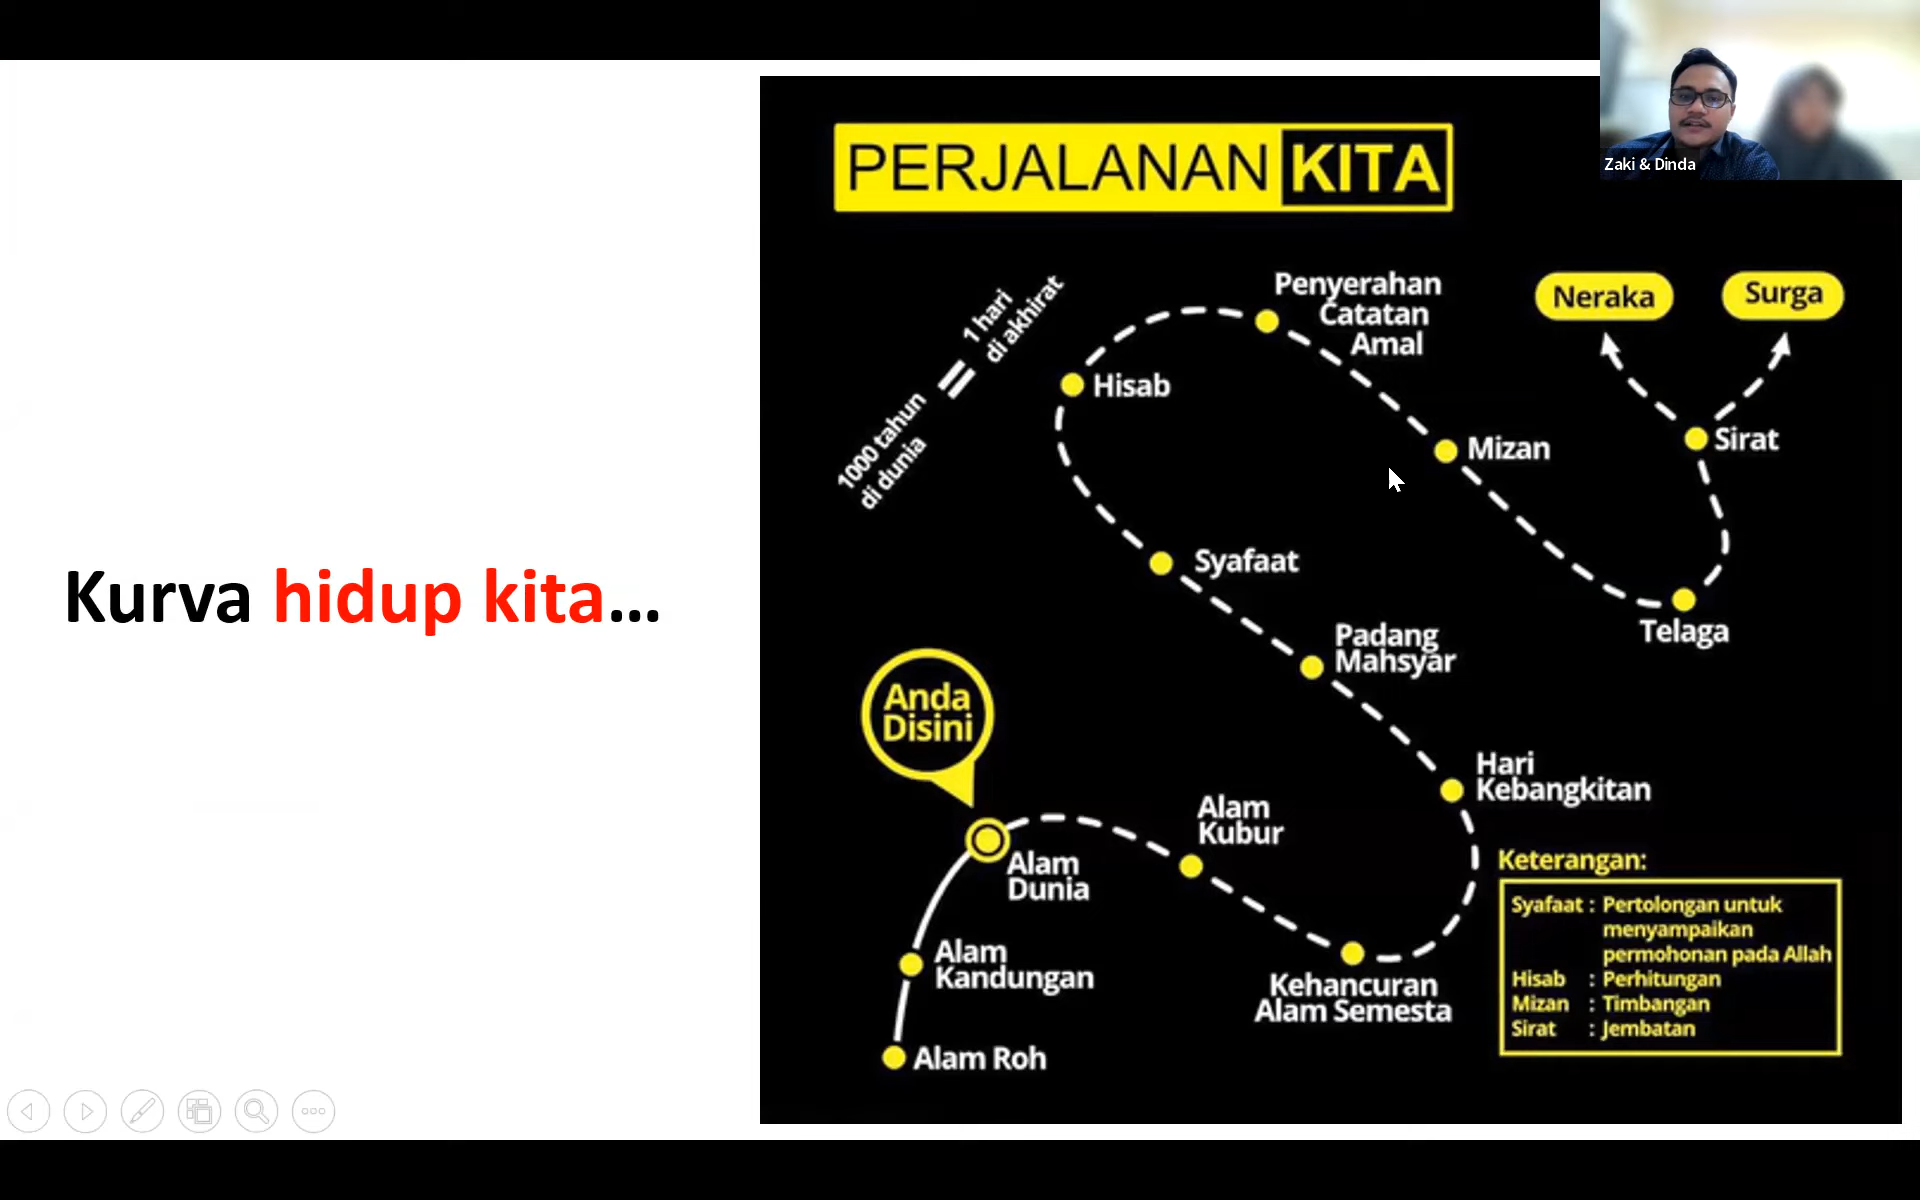 Zaki & Dinda
Kurva hidup kita...
PERJALANAN KITA
1000 tahun
di dunia
=
1 hari
di akhirat
Penyerahan
Catatan
Amal
Neraka
Surga
Hisab
Mizan
Sirat
Syafaat
Telaga
Padang
Mahsyar
Anda
Disini
Hari
Kebangkitan
Alam
Kubur
Alam
Dunia
Alam
Kandungan
Kehancuran
Alam Semesta
Alam Roh
Keterangan:
Syafaat : Pertolongan untuk
menyampaikan
permohonan pada Allah
Hisab : Perhitungan
Mizan : Timbangan
Sirat : Jembatan